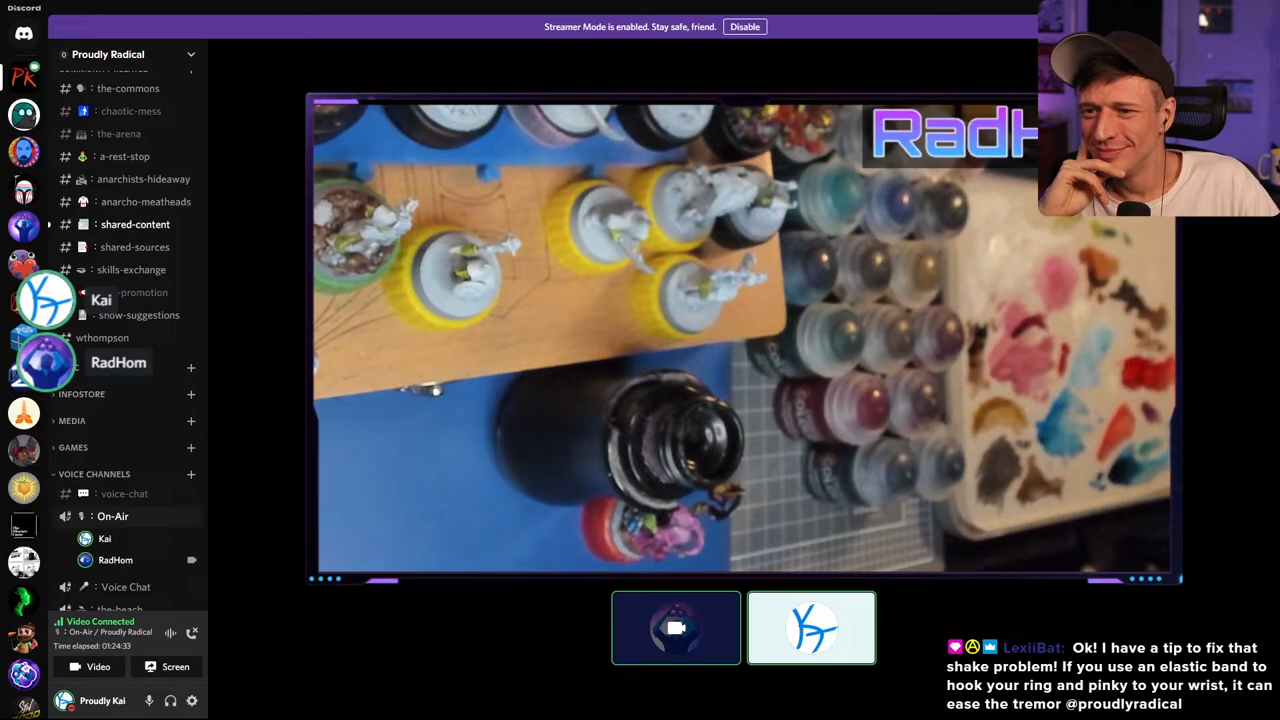 Discord
Streamer Mode is enabled. Stay safe, friend.
Disable
Proudly Radical
the-commons
chaotic-mess
the-arena
a-rest-stop
anarchists-hideaway
anarcho-meatheads
shared-content
shared-sources
skills-exchange
-promotion
show-suggestions
wthompson
INFOSTORE
MEDIA
GAMES
VOICE CHANNELS
voice-chat
On-Air
Kai
RadHom
Voice Chat
the-beach
Video Connected
: On-Air / Proudly Radical
Time elapsed: 01:24:33
Video
Screen
Proudly Kai
PK
Kai
RadHom
RadH
LexiiBat: Ok! I have a tip to fix that
shake problem! If you use an elastic band to
hook your ring and pinky to your wrist, it can
ease the tremor @proudlyradical